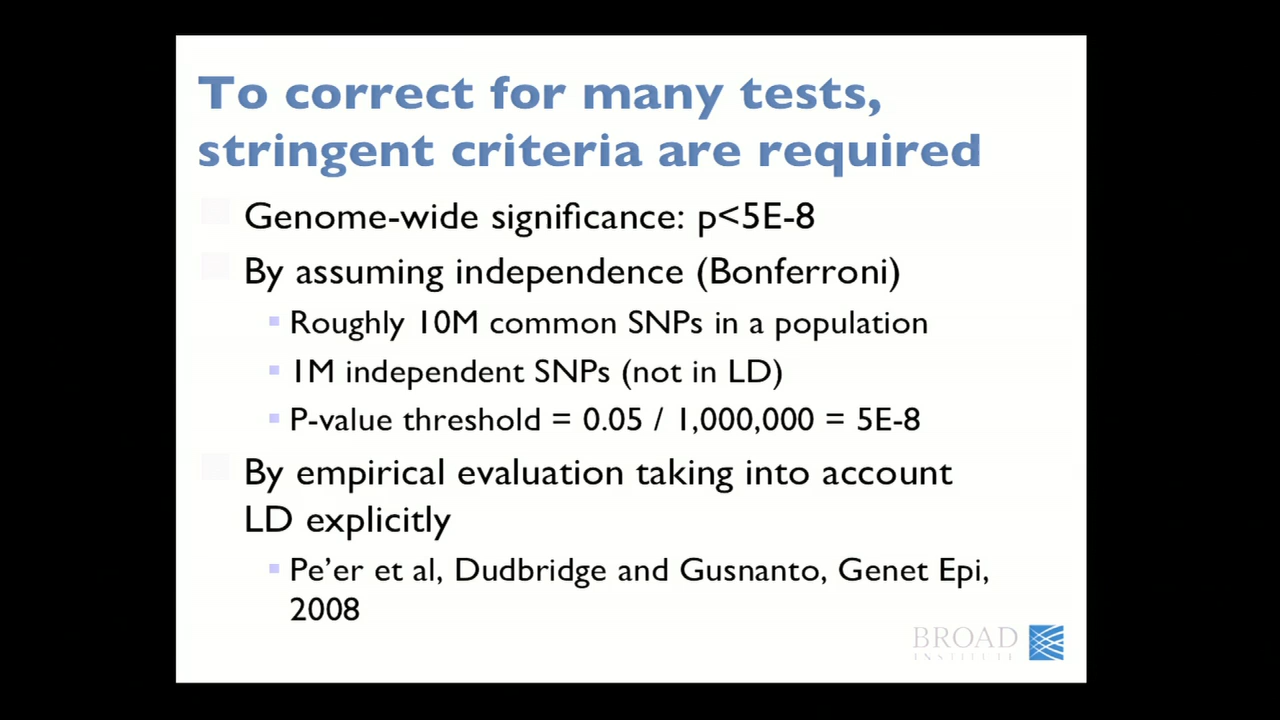 To correct for many tests,
stringent criteria are required
Genome-wide significance: p<5E-8
By assuming independence (Bonferroni)
Roughly 10M common SNPs in a population
1M independent SNPs (not in LD)
P-value threshold = 0.05 / 1,000,000 = 5E-8
By empirical evaluation taking into account
LD explicitly
Pe’er et al, Dudbridge and Gusnanto, Genet Epi,
2008
BROAD
INSTITUTE